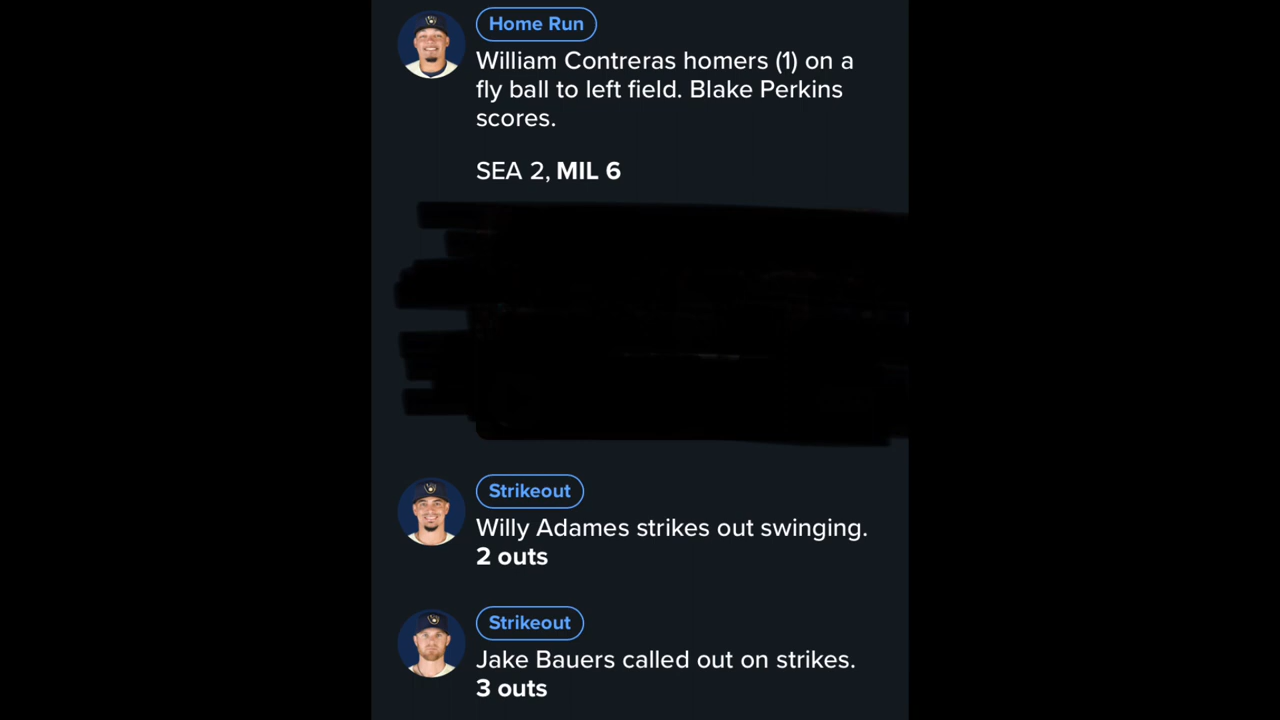 Home Run
William Contreras homers (1) on a
fly ball to left field. Blake Perkins
scores.
SEA 2, MIL 6
Strikeout
Willy Adames strikes out swinging.
2 outs
Strikeout
Jake Bauers called out on strikes.
3 outs